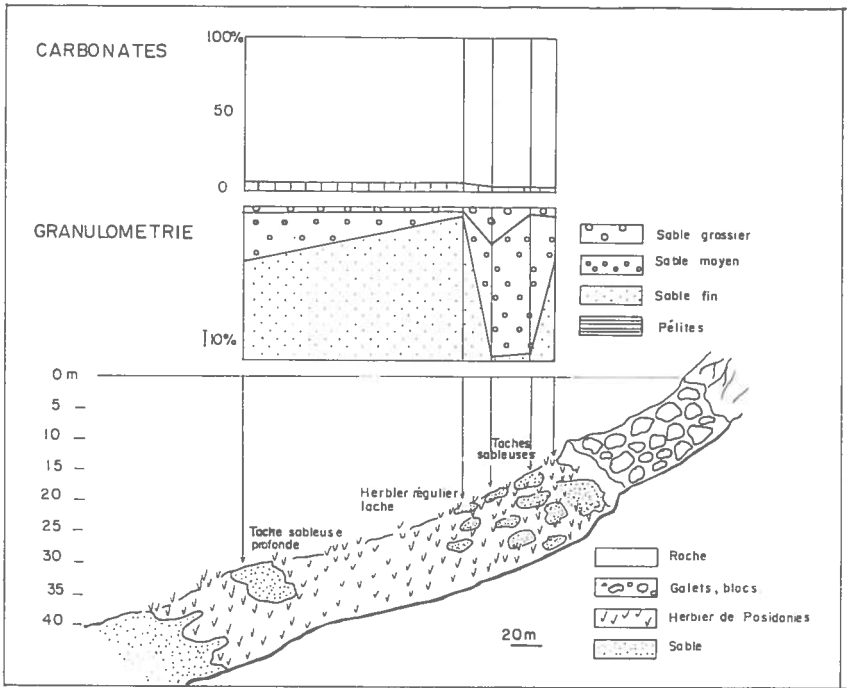 CARBONATES
100%
50
0
GRANULOMETRIE
10%
Sable grossier
Sable moyen
Sable fin
Pélites
0 m
5
10
15
20
25
30
35
40
Taches
sableuses
Herbier régulier
lache
Tache sableuse
profonde
20m
Roche
Galets, blocs
Herbier de Posidonies
Sable